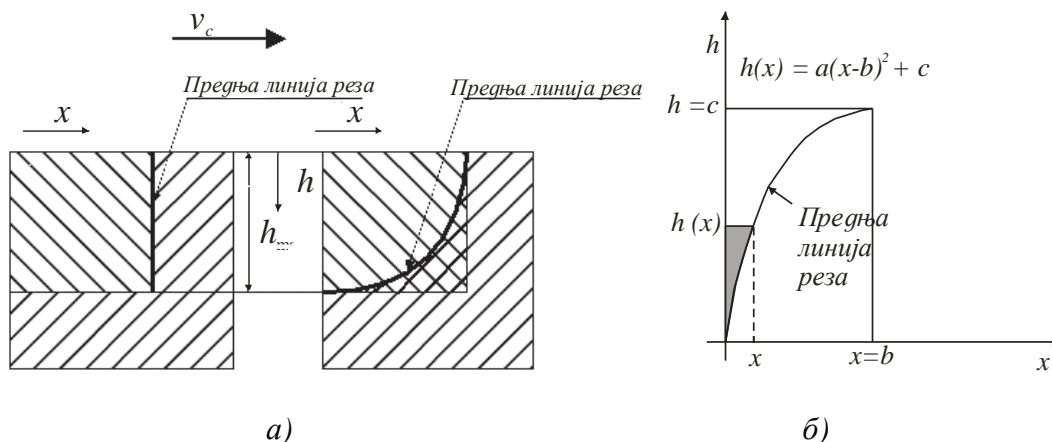 v_c
Предња линија реза
Предња линија реза
x
x
h
h
а)
h
h(x) = a(x-b)² + c
h =c
h (x)
Предња
линија
реза
x
x=b
x
б)